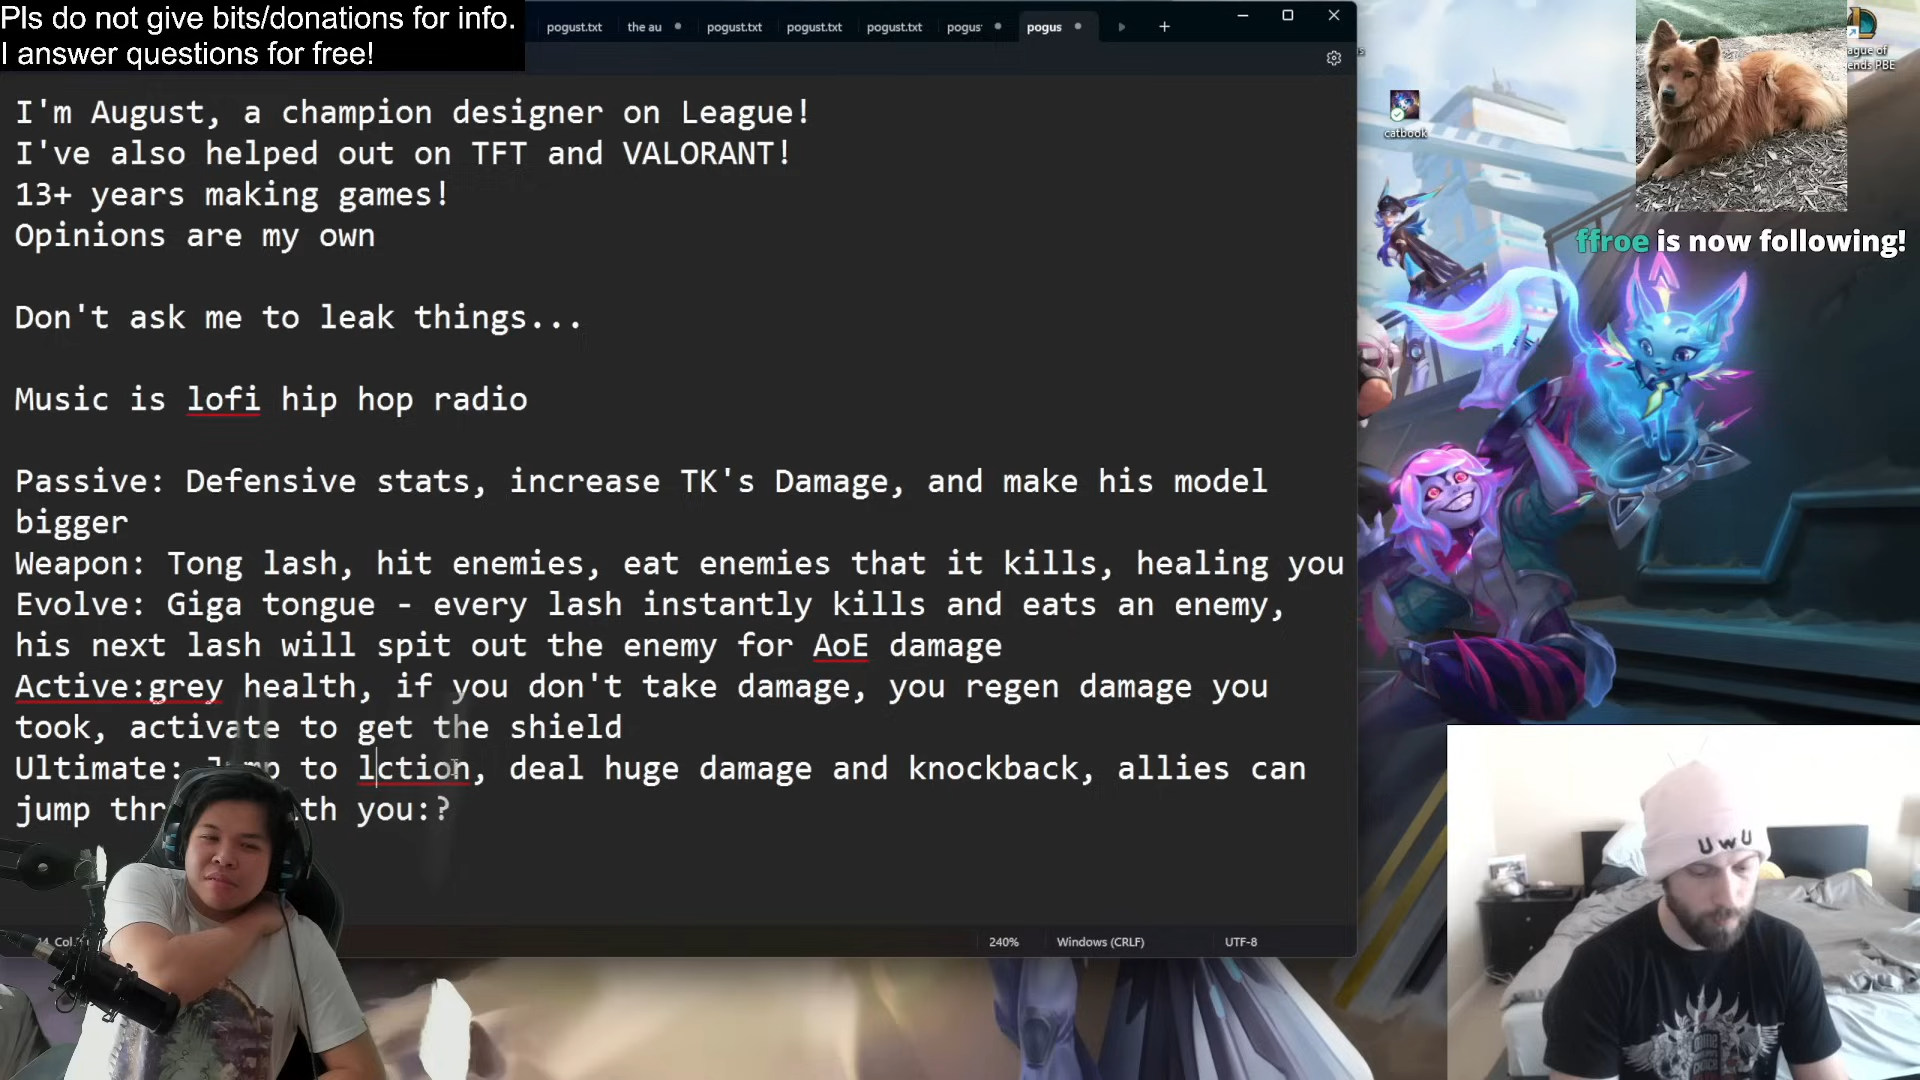 Pls do not give bits/donations for info.
I answer questions for free!
pogust.txt
the au
pogust.txt
pogust.txt
pogust.txt
pogus
pogus
ague of
ends PBE
catbook
I'm August, a champion designer on League!
I've also helped out on TFT and VALORANT!
13+ years making games!
Opinions are my own
Don't ask me to leak things...
Music is lofi hip hop radio
Passive: Defensive stats, increase TK's Damage, and make his model
bigger
Weapon: Tong lash, hit enemies, eat enemies that it kills, healing you
Evolve: Giga tongue - every lash instantly kills and eats an enemy,
his next lash will spit out the enemy for AoE damage
Active:grey health, if you don't take damage, you regen damage you
took, activate to get the shield
Ultimate: to lction, deal huge damage and knockback, allies can
jump th you:?
Col
240%
Windows (CRLF)
UTF-8
ffroe is now following!
UwU